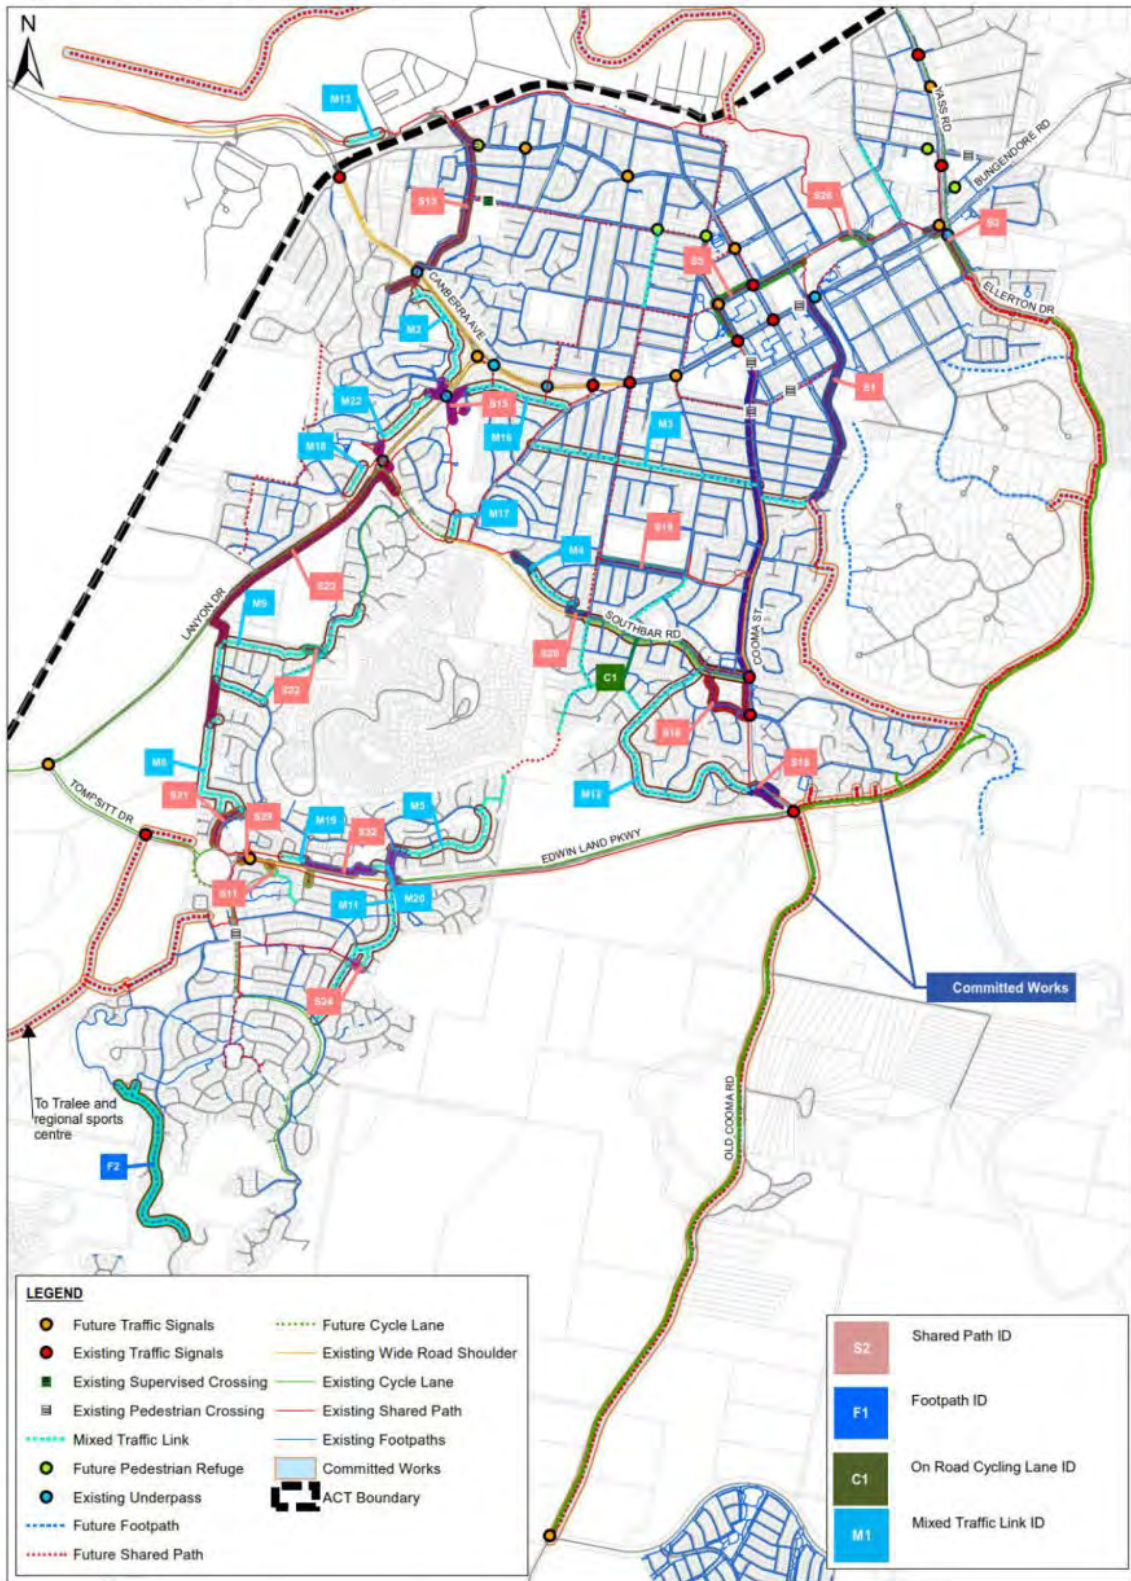 N
M13
YASS RD
BUNGENDORE RD
S13
S26
S2
S5
ELLERTON DR
CANBERRA AVE
M2
S1
M22
S15
M16
M3
M18
M17
S19
M4
S23
LANYON DR
M9
SOUTHBAR RD
COOMA ST
S20
C1
S22
S16
M8
M12
S21
TOMPSITT DR
S29
M19
S32
M5
EDWIN LAND PKWY
S11
M11
M20
Committed Works
S24
To Tralee and
regional sports
centre
OLD COOMA RD
F2
LEGEND
Future Traffic Signals
Existing Traffic Signals
Existing Supervised Crossing
Existing Pedestrian Crossing
Mixed Traffic Link
Future Pedestrian Refuge
Existing Underpass
Future Footpath
Future Shared Path
Future Cycle Lane
Existing Wide Road Shoulder
Existing Cycle Lane
Existing Shared Path
Existing Footpaths
Committed Works
ACT Boundary
S2
Shared Path ID
F1
Footpath ID
C1
On Road Cycling Lane ID
M1
Mixed Traffic Link ID